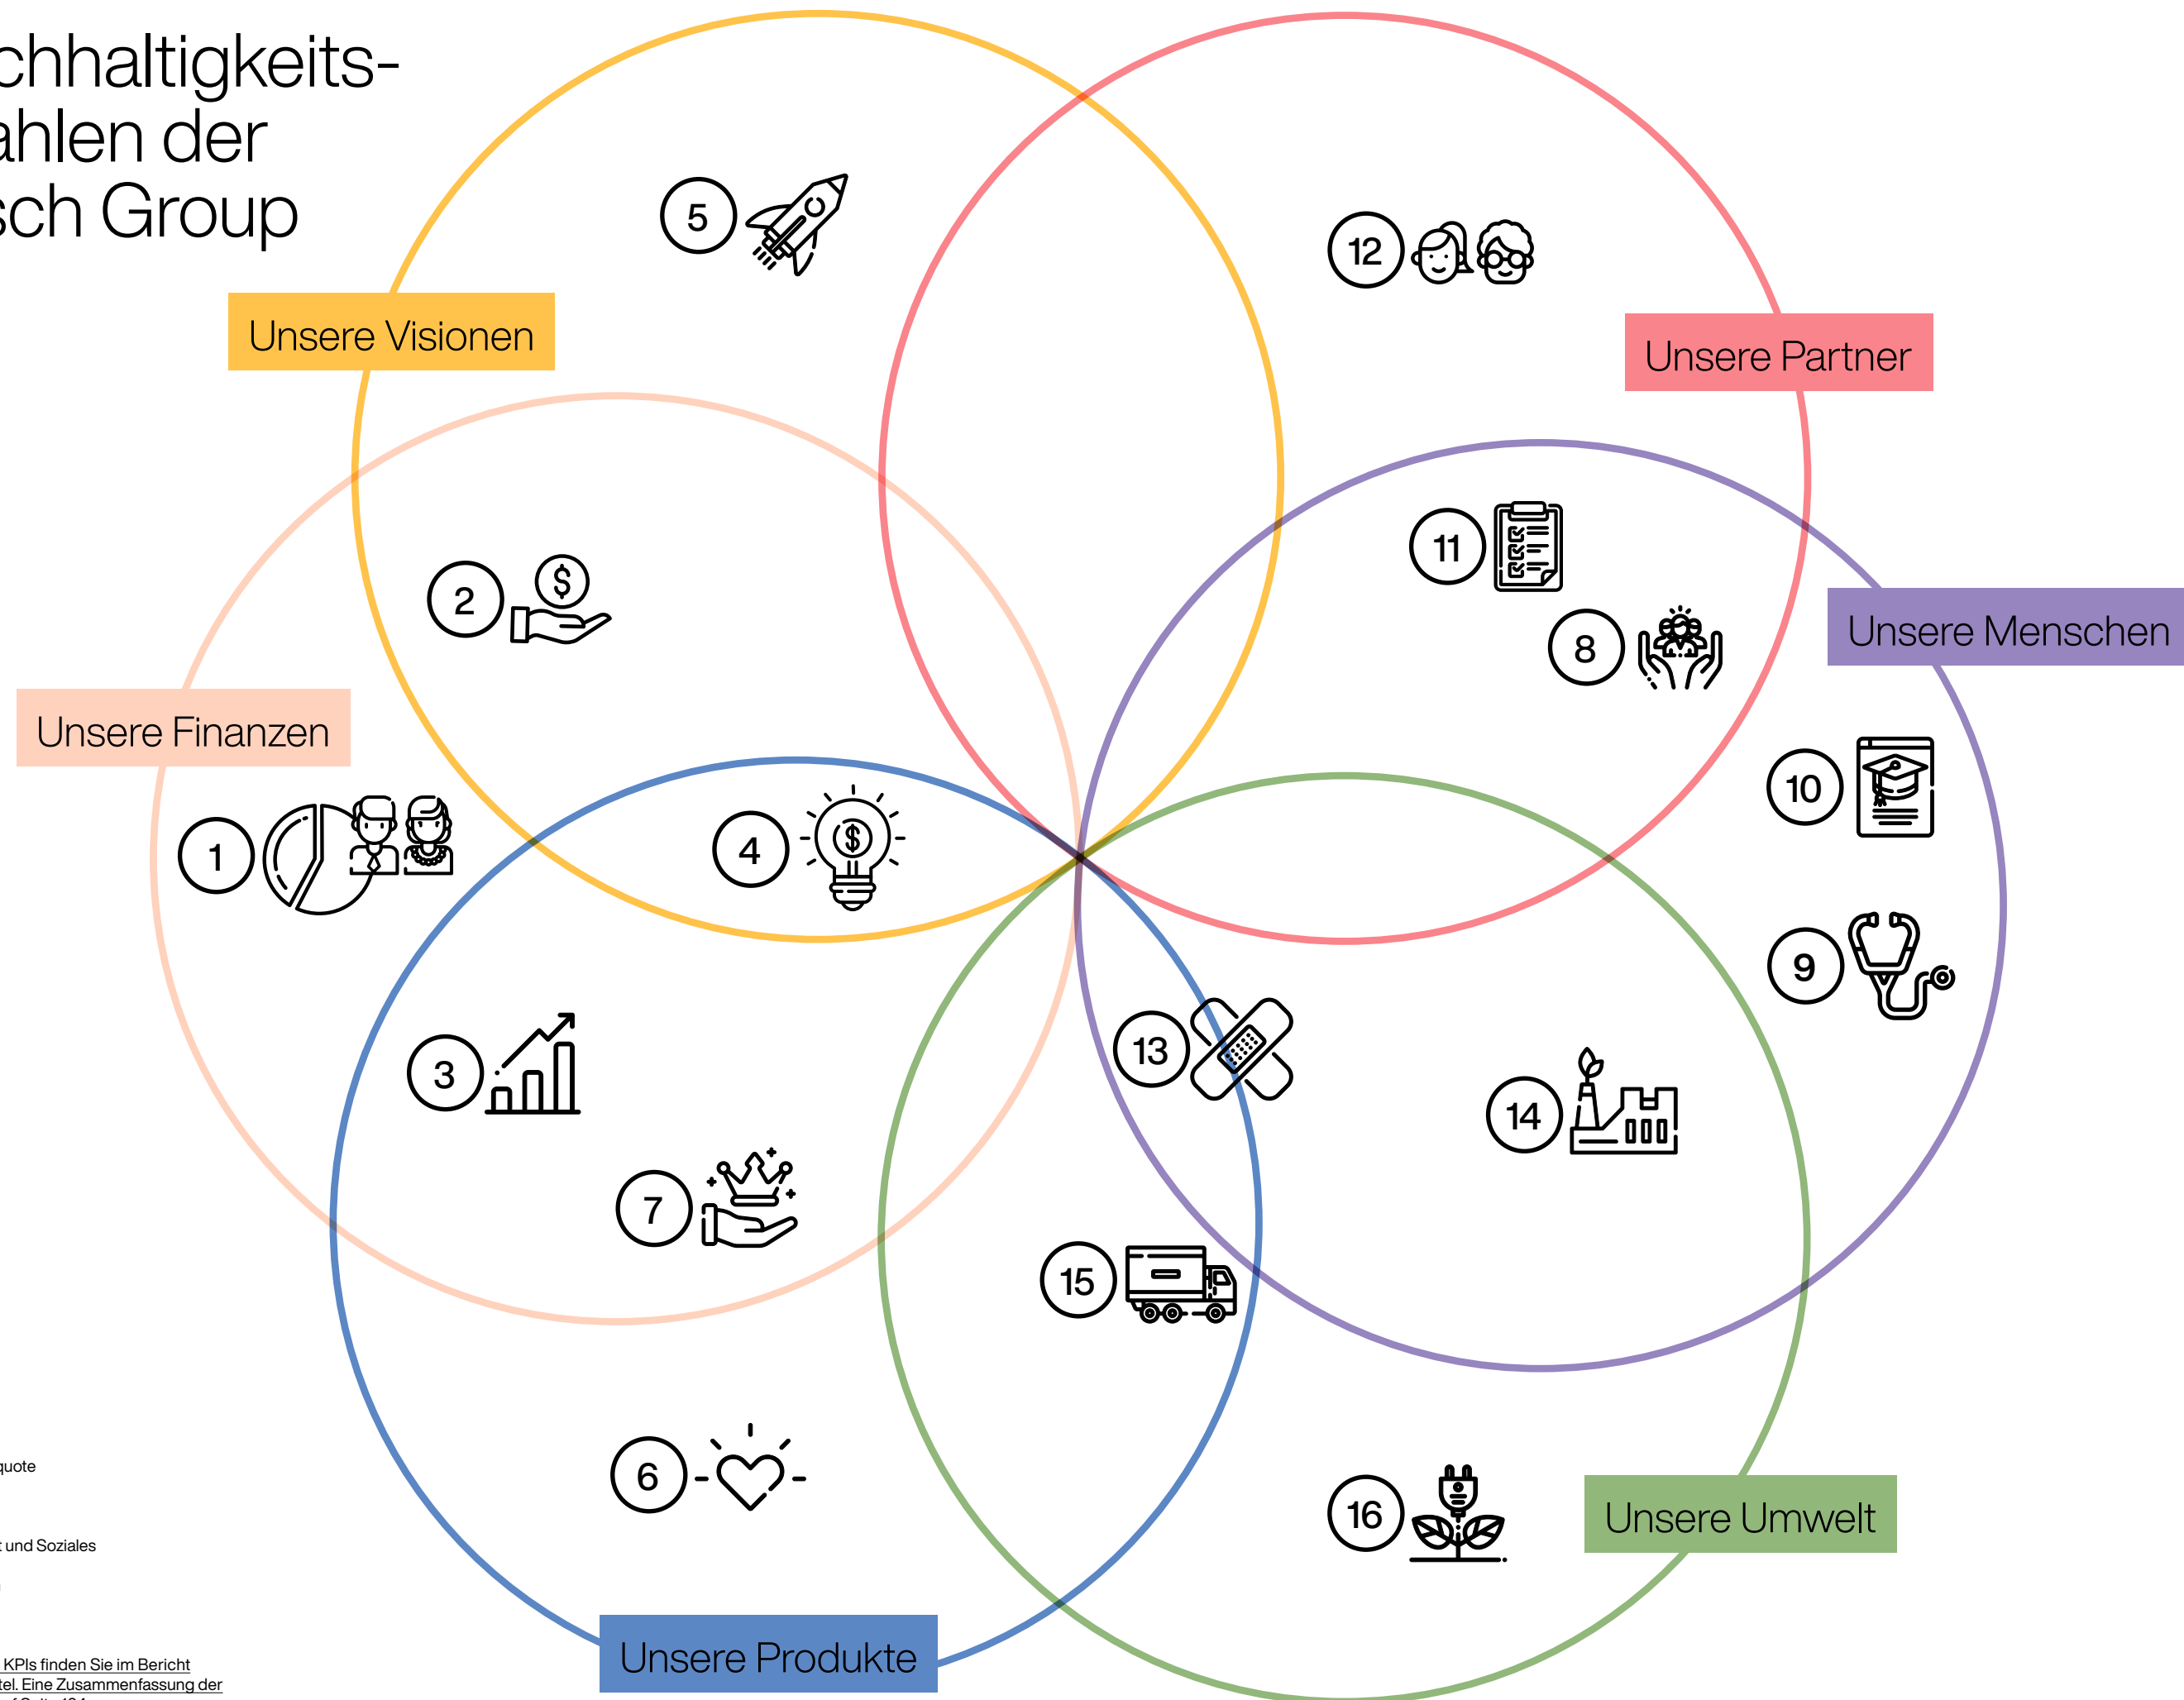 chhaltigkeits-
ahlen der
sch Group
5
12
Unsere Visionen
Unsere Partner
11
2
Unsere Menschen
8
Unsere Finanzen
10
1
4
9
13
3
14
7
15
quote
6
16
Unsere Umwelt
t und Soziales
Unsere Produkte
KPIs finden Sie im Bericht
tel. Eine Zusammenfassung der